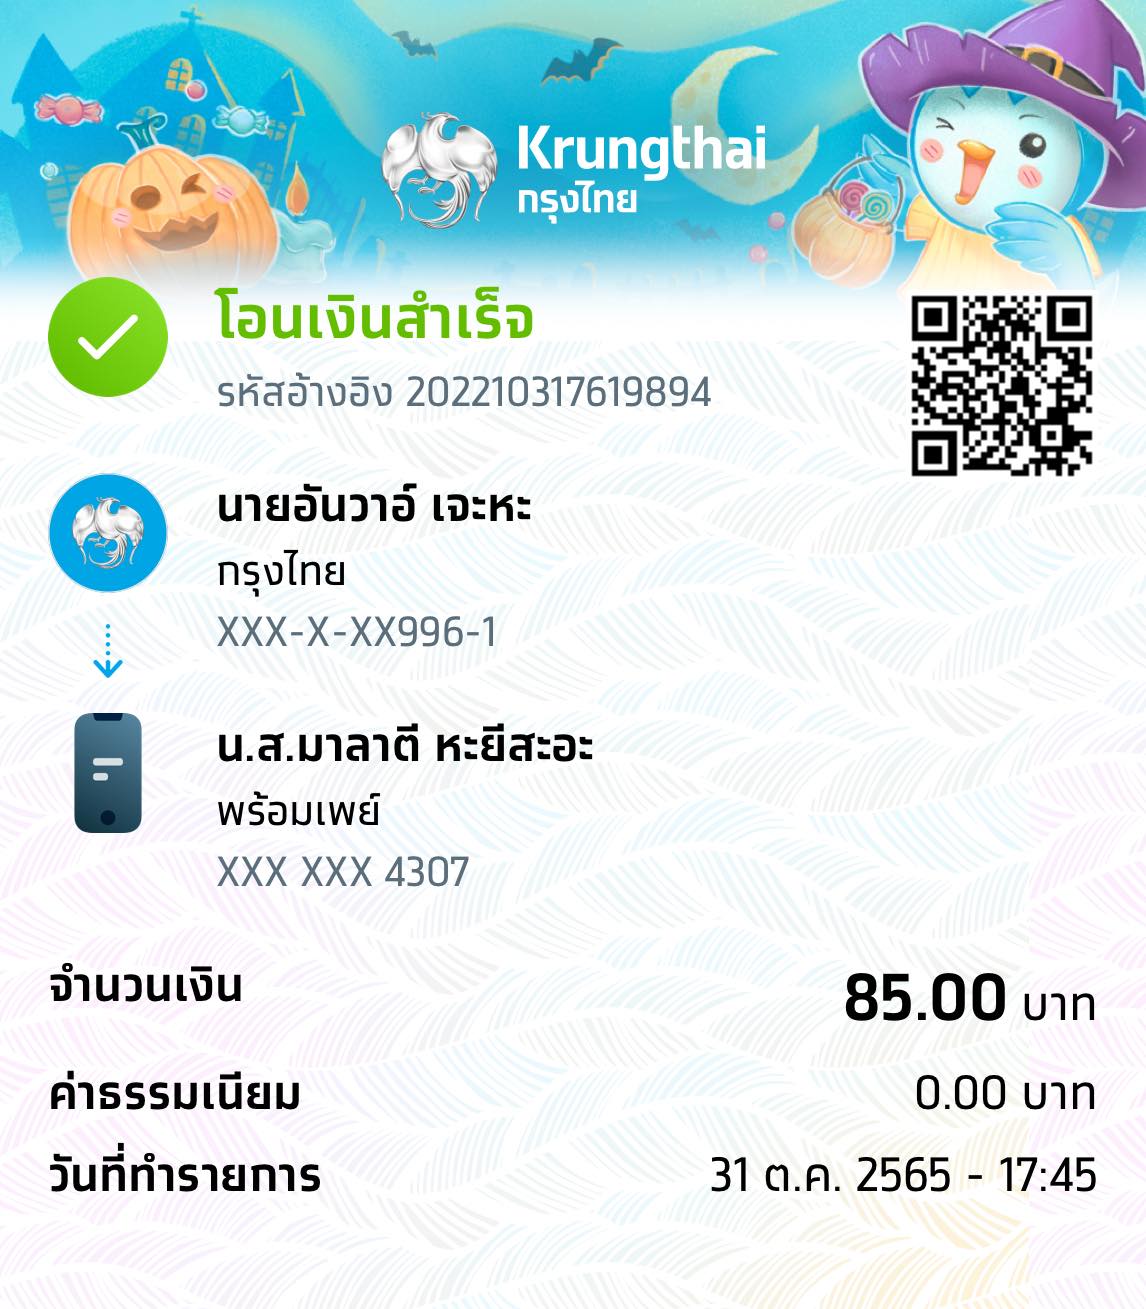 Krungthai
กรุงไทย
โอนเงินสำเร็จ
รหัสอ้างอิง 202210317619894
นายอันวาอ์ เจะหะ
กรุงไทย
XXX-X-XX996-1
น.ส.มาลาตี หะยีสะอะ
พร้อมเพย์
XXX XXX 4307
จำนวนเงิน 85.00 บาท
ค่าธรรมเนียม 0.00 บาท
วันที่ทำรายการ 31 ต.ค. 2565 - 17:45